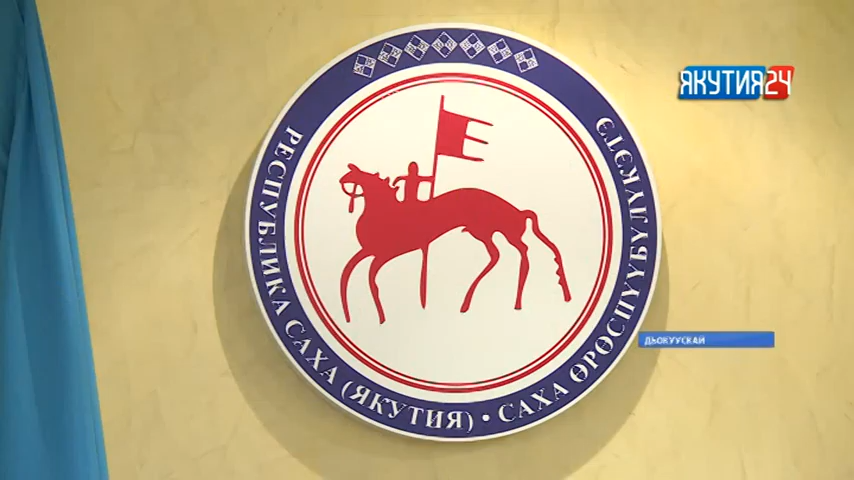 ЯКУТИЯ24
РЕСПУБЛИКА САХА (ЯКУТИЯ) • САХА ӨРӨСПҮҮБҮЛҮКЭТЭ
ДЬОКУУСКАЙ